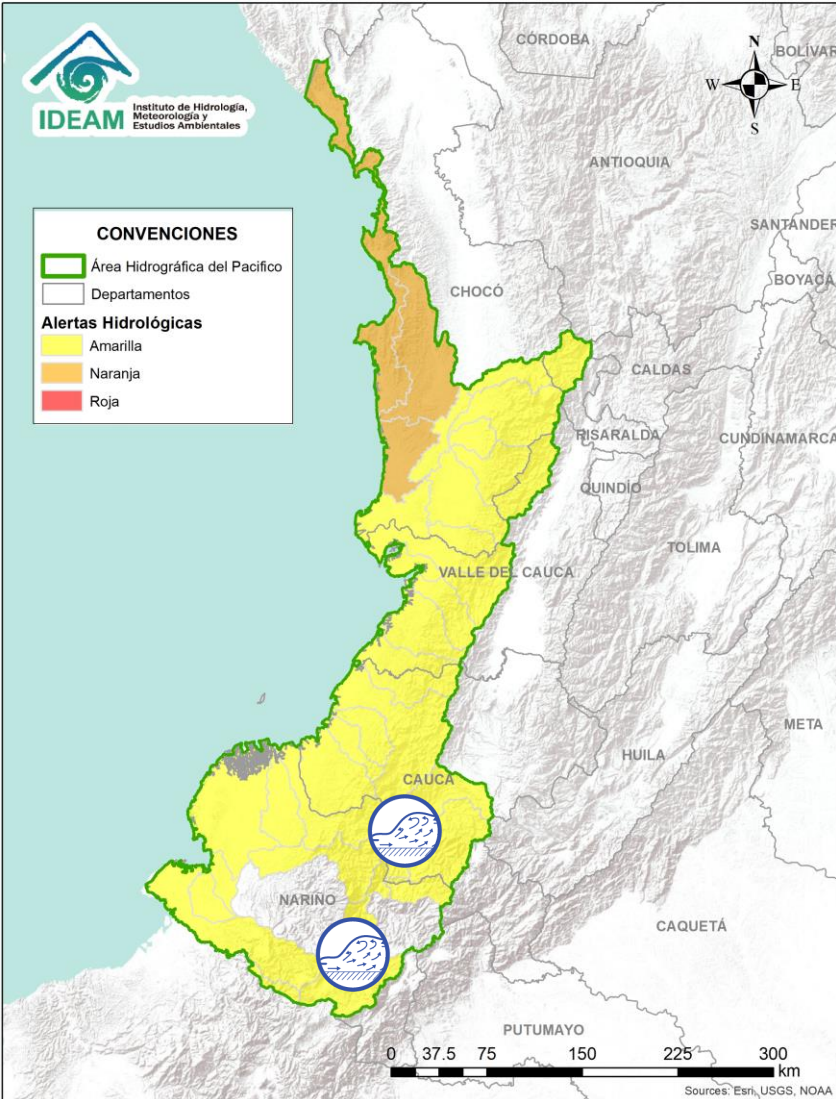 IDEAM
Instituto de Hidrología,
Meteorología y
Estudios Ambientales
CONVENCIONES
Área Hidrográfica del Pacifico
Departamentos
Alertas Hidrológicas
Amarilla
Naranja
Roja
N
W
E
S
CÓRDOBA
BOLÍVAR
ANTIOQUIA
SANTANDER
BOYACÁ
CHOCÓ
CALDAS
RISARALDA
CUNDINAMARCA
QUINDÍO
TOLIMA
VALLE DEL CAUCA
META
HUILA
CAUCA
NARIÑO
CAQUETÁ
PUTUMAYO
0 37.5 75 150 225 300
km
Sources: Esri, USGS, NOAA